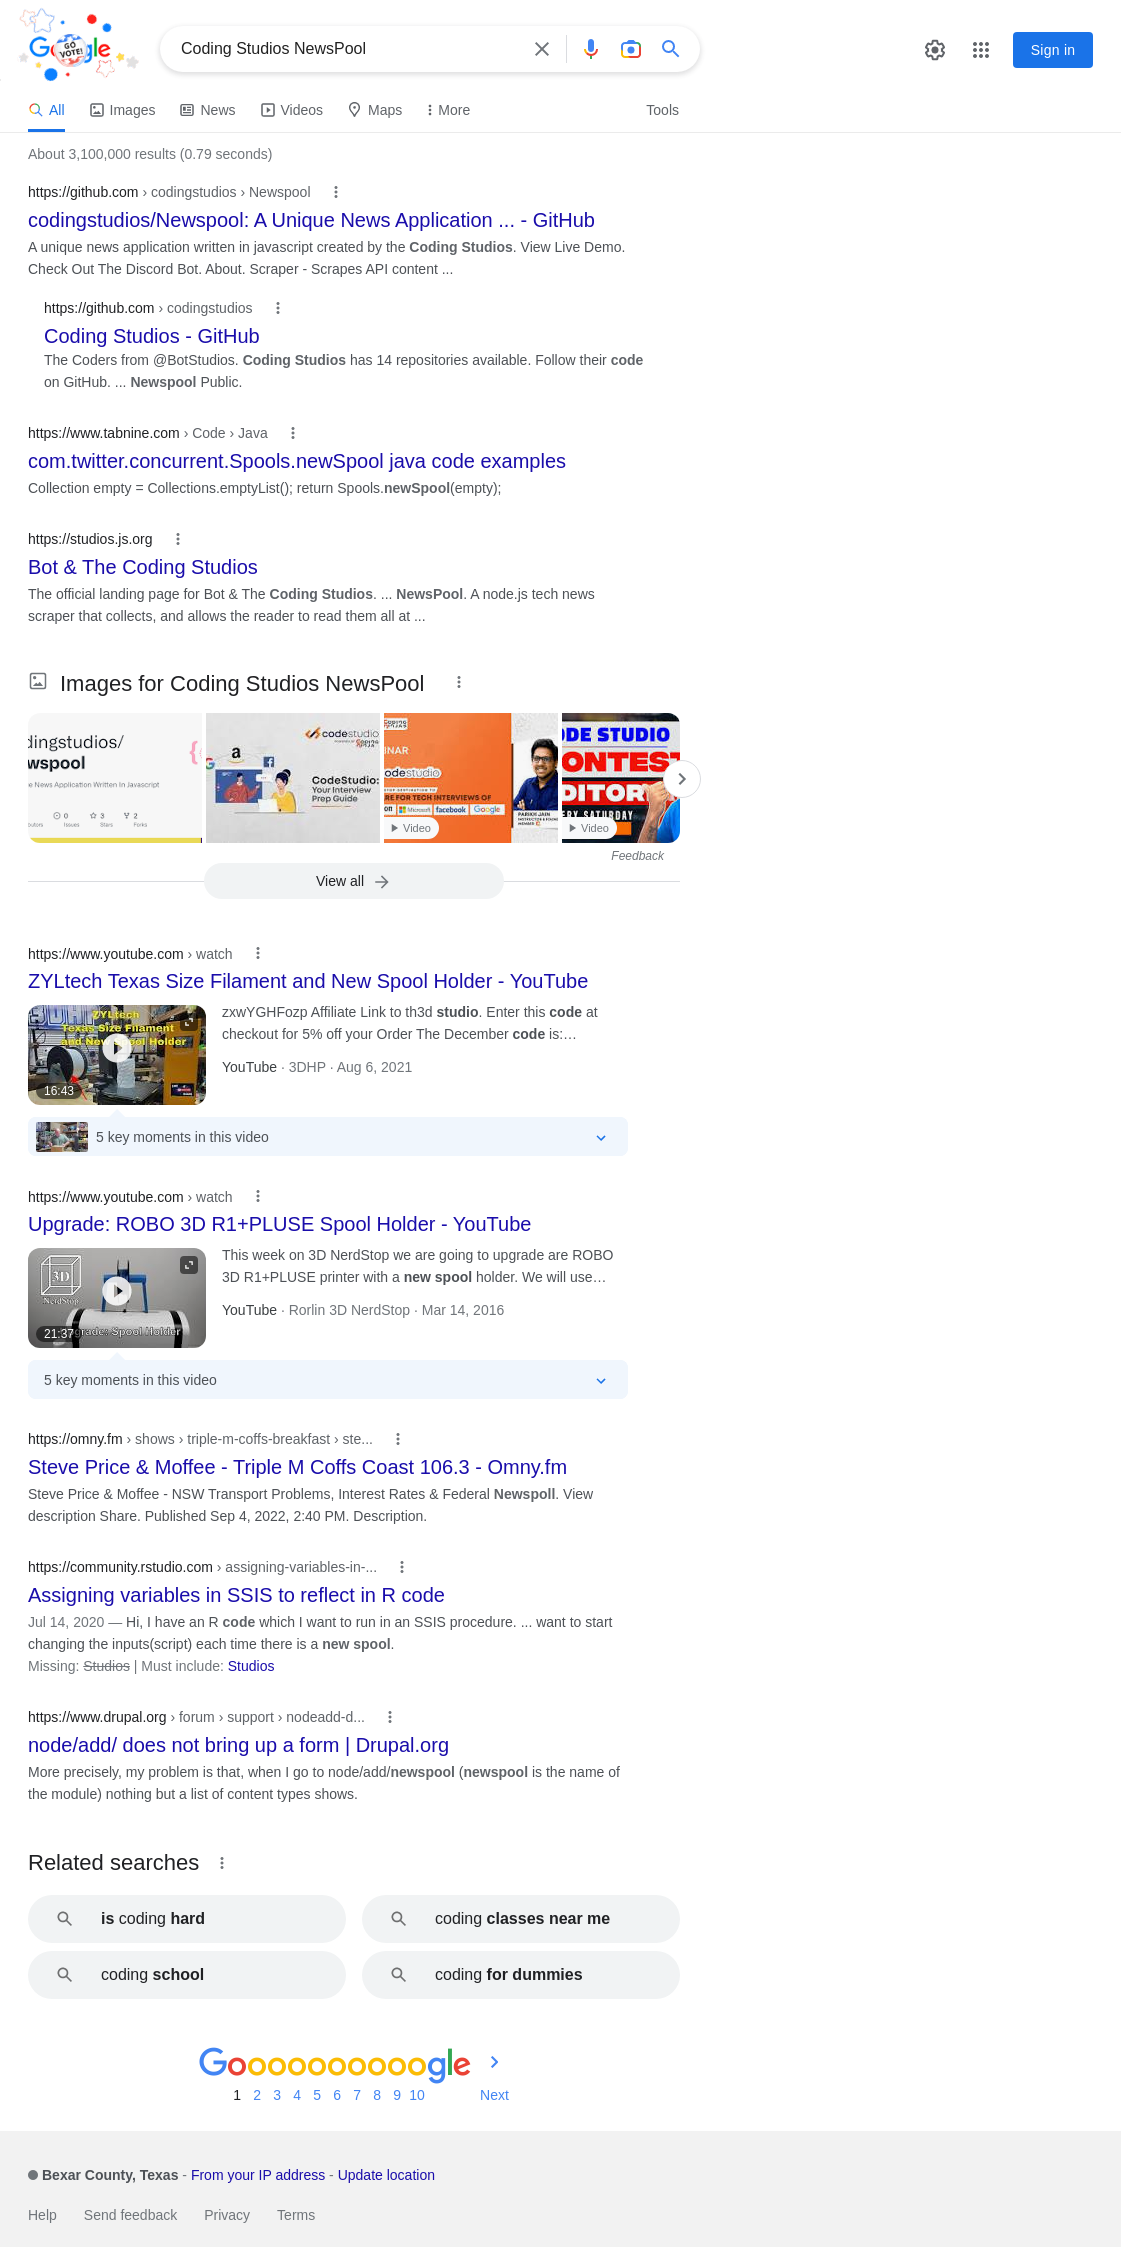 GO VOTE!
Coding Studios NewsPool
Sign in
All Images News Videos Maps More Tools
About 3,100,000 results (0.79 seconds)
https://github.com › codingstudios › Newspool
codingstudios/Newspool: A Unique News Application ... - GitHub
A unique news application written in javascript created by the Coding Studios. View Live Demo.
Check Out The Discord Bot. About. Scraper - Scrapes API content ...
https://github.com › codingstudios
Coding Studios - GitHub
The Coders from @BotStudios. Coding Studios has 14 repositories available. Follow their code
on GitHub. ... Newspool Public.
https://www.tabnine.com › Code › Java
com.twitter.concurrent.Spools.newSpool java code examples
Collection empty = Collections.emptyList(); return Spools.newSpool(empty);
https://studios.js.org
Bot & The Coding Studios
The official landing page for Bot & The Coding Studios. ... NewsPool. A node.js tech news
scraper that collects, and allows the reader to read them all at ...
Images for Coding Studios NewsPool
dingstudios/
wspool
e News Application Written In Javascript
0 3 2
Issues Stars Forks
codestudio
amazon
CodeStudio:
Your Interview
Prep Guide
INAR
odestudio
RE FOR TECH INTERVIEWS OF
Microsoft facebook Google
PARIKH JAIN
Video
ODE STUDIO
CONTEST
DITOR
ERY SATURDAY
Video
Feedback
View all
https://www.youtube.com › watch
ZYLtech Texas Size Filament and New Spool Holder - YouTube
ZYLtech
Texas Size Filament
and New Spool Holder
16:43
zxwYGHFozp Affiliate Link to th3d studio. Enter this code at
checkout for 5% off your Order The December code is:…
YouTube · 3DHP · Aug 6, 2021
5 key moments in this video
https://www.youtube.com › watch
Upgrade: ROBO 3D R1+PLUSE Spool Holder - YouTube
3D
NerdStop
grade: Spool Holder
21:37
This week on 3D NerdStop we are going to upgrade are ROBO
3D R1+PLUSE printer with a new spool holder. We will use…
YouTube · Rorlin 3D NerdStop · Mar 14, 2016
5 key moments in this video
https://omny.fm › shows › triple-m-coffs-breakfast › ste...
Steve Price & Moffee - Triple M Coffs Coast 106.3 - Omny.fm
Steve Price & Moffee - NSW Transport Problems, Interest Rates & Federal Newspoll. View
description Share. Published Sep 4, 2022, 2:40 PM. Description.
https://community.rstudio.com › assigning-variables-in-...
Assigning variables in SSIS to reflect in R code
Jul 14, 2020 — Hi, I have an R code which I want to run in an SSIS procedure. ... want to start
changing the inputs(script) each time there is a new spool.
Missing: Studios | Must include: Studios
https://www.drupal.org › forum › support › nodeadd-d...
node/add/ does not bring up a form | Drupal.org
More precisely, my problem is that, when I go to node/add/newspool (newspool is the name of
the module) nothing but a list of content types shows.
Related searches
is coding hard
coding classes near me
coding school
coding for dummies
Goooooooooogle
1 2 3 4 5 6 7 8 9 10 Next
Bexar County, Texas - From your IP address - Update location
Help Send feedback Privacy Terms